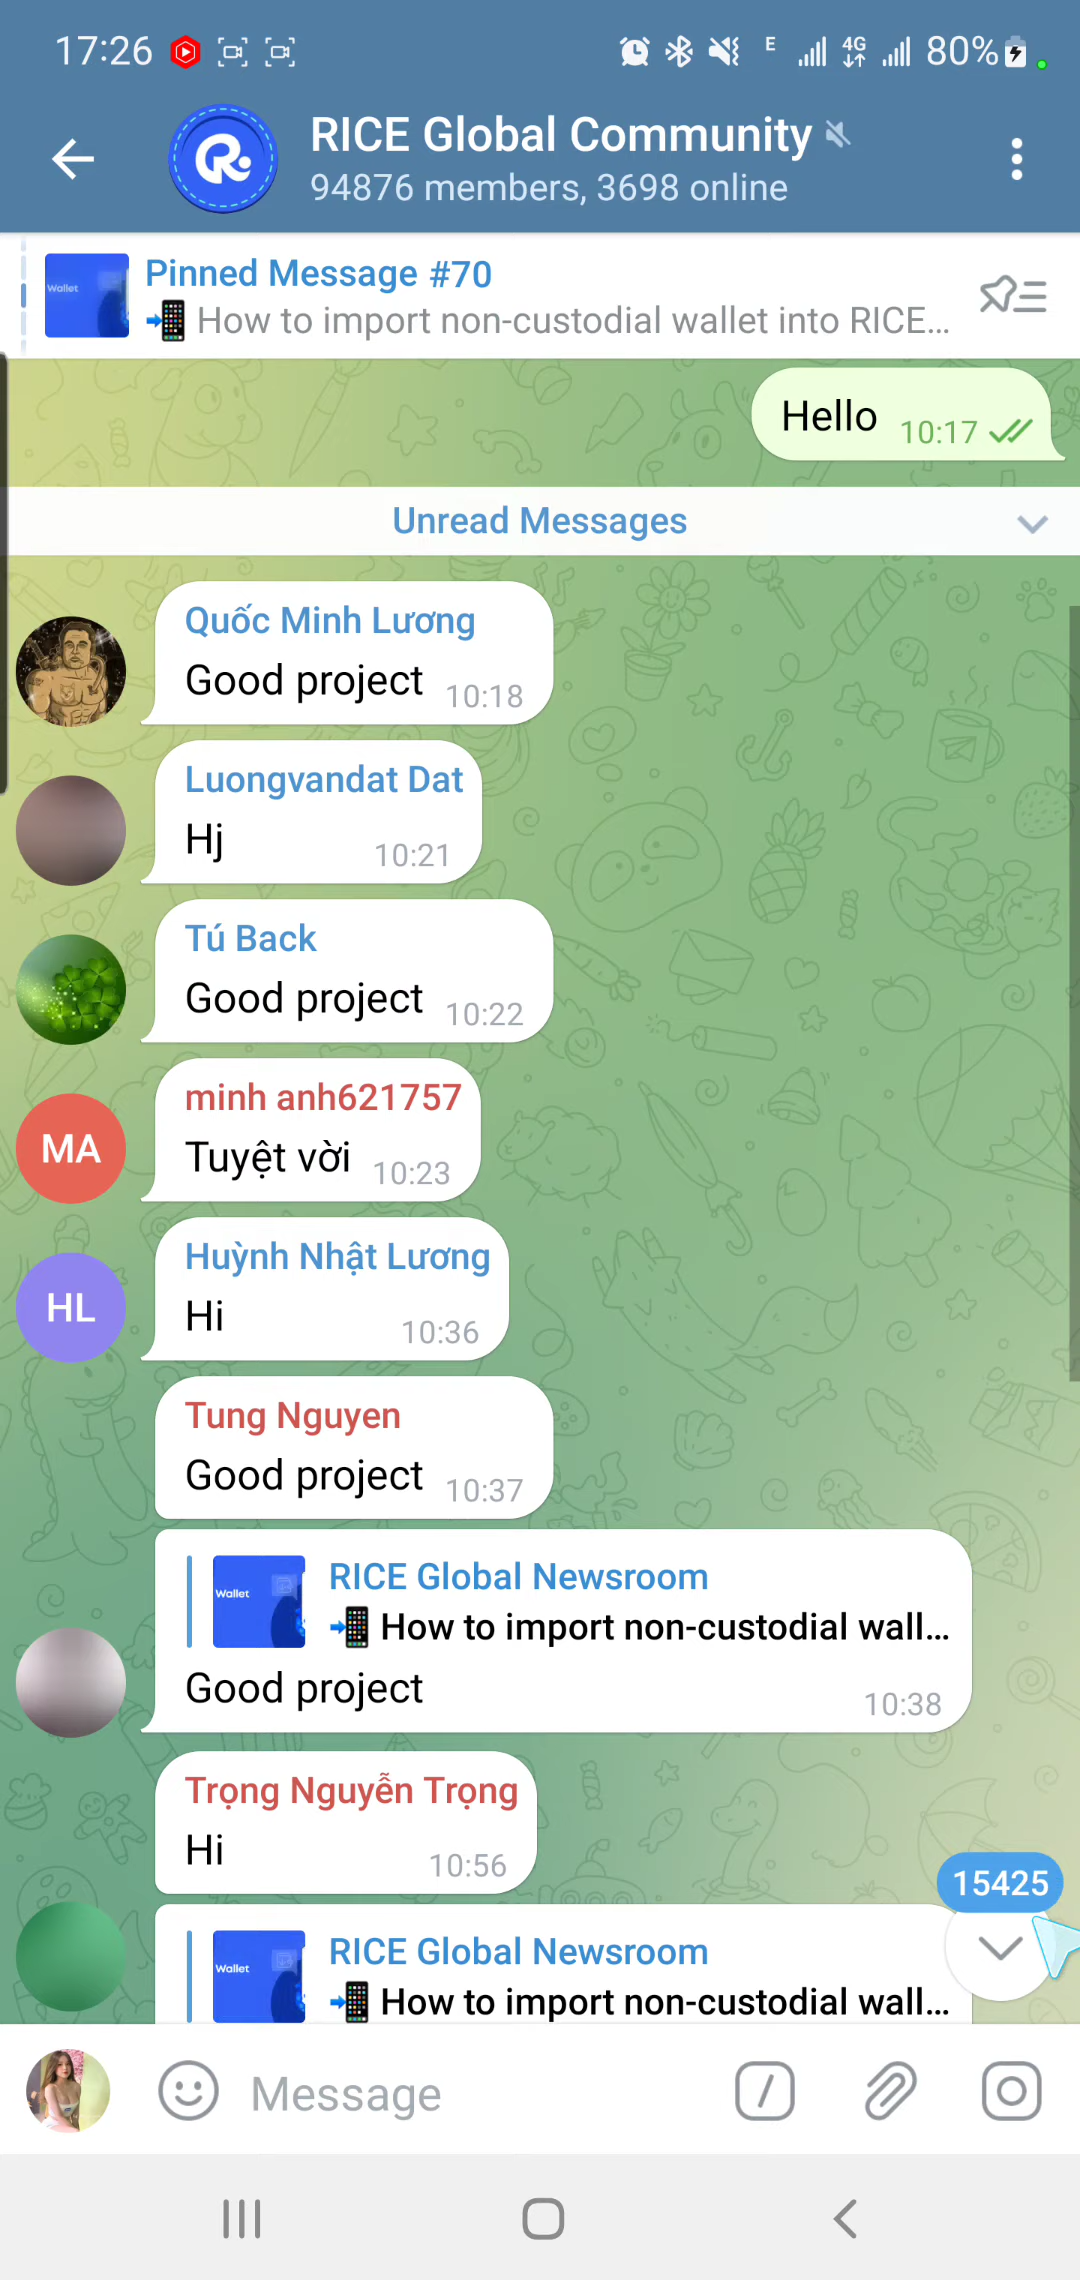 17:26
E
4G
80%
RICE Global Community
94876 members, 3698 online
Wallet
Pinned Message #70
How to import non-custodial wallet into RICE...
Hello 10:17
Unread Messages
Quốc Minh Lương
Good project 10:18
Luongvandat Dat
Hj 10:21
Tú Back
Good project 10:22
MA
minh anh621757
Tuyệt vời 10:23
HL
Huỳnh Nhật Lương
Hi 10:36
Tung Nguyen
Good project 10:37
Wallet
RICE Global Newsroom
How to import non-custodial wall...
Good project 10:38
Trọng Nguyễn Trọng
Hi 10:56
15425
Wallet
RICE Global Newsroom
How to import non-custodial wall...
Message